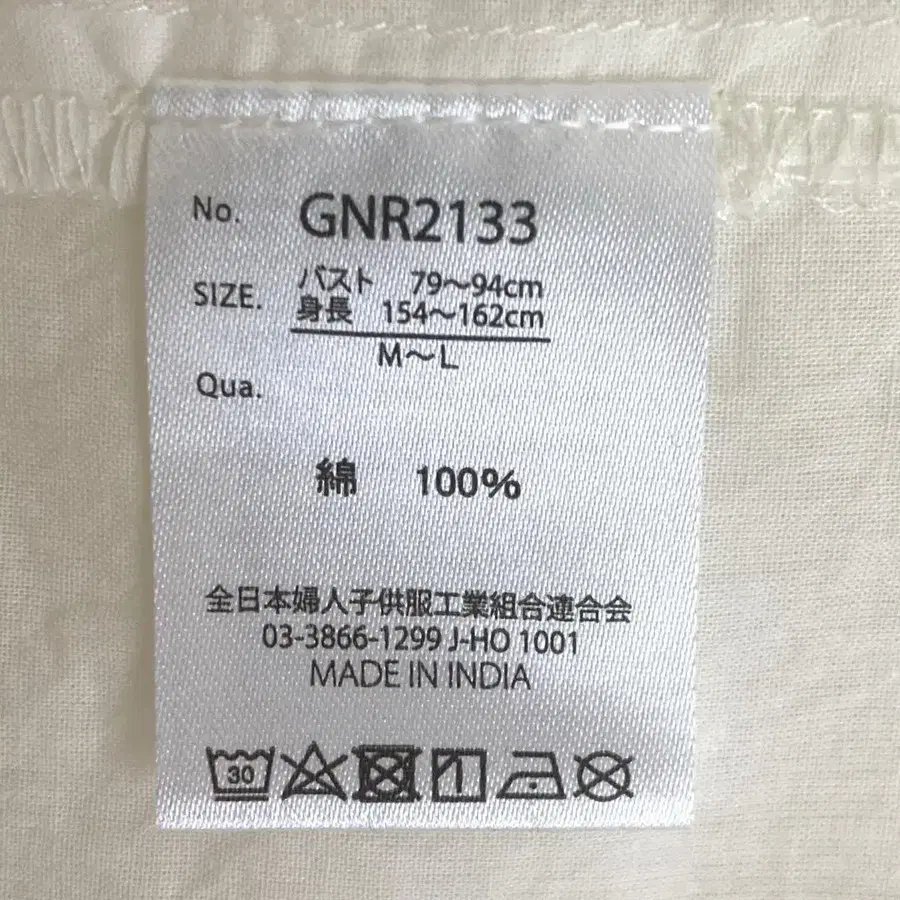 No. GNR2133
SIZE. バスト 79〜94cm
身長 154〜162cm
M〜L
Qua.
綿 100%
全日本婦人子供服工業組合連合会
03-3866-1299 J-HO 1001
MADE IN INDIA
30